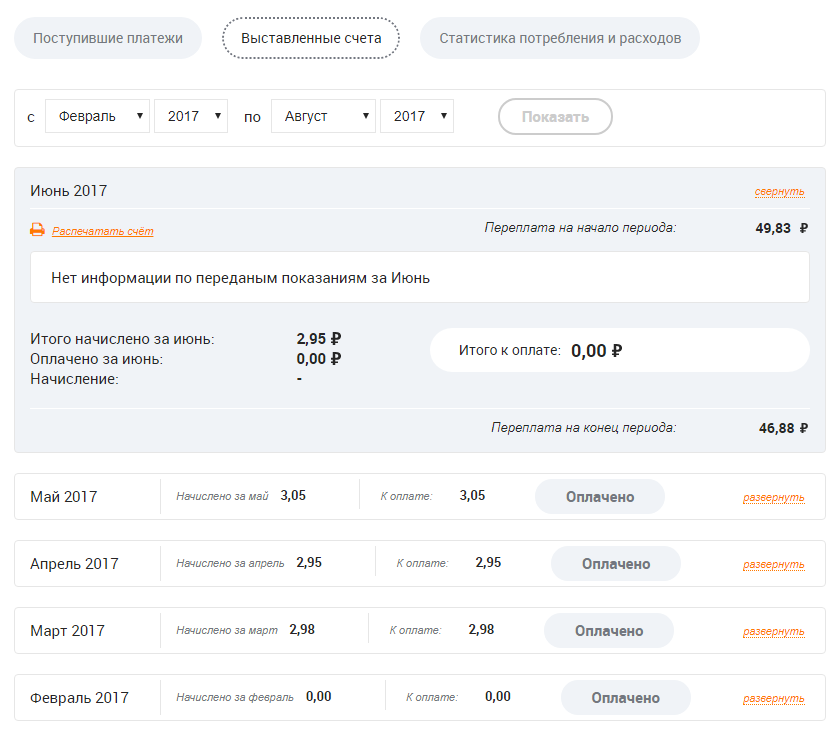 Поступившие платежи Выставленные счета Статистика потребления и расходов
с Февраль 2017 по Август 2017 Показать
Июнь 2017 свернуть
Распечатать счёт Переплата на начало периода: 49,83 ₽
Нет информации по переданым показаниям за Июнь
Итого начислено за июнь: 2,95 ₽
Оплачено за июнь: 0,00 ₽
Начисление: -
Итого к оплате: 0,00 ₽
Переплата на конец периода: 46,88 ₽
Май 2017 Начислено за май 3,05 К оплате: 3,05 Оплачено развернуть
Апрель 2017 Начислено за апрель 2,95 К оплате: 2,95 Оплачено развернуть
Март 2017 Начислено за март 2,98 К оплате: 2,98 Оплачено развернуть
Февраль 2017 Начислено за февраль 0,00 К оплате: 0,00 Оплачено развернуть